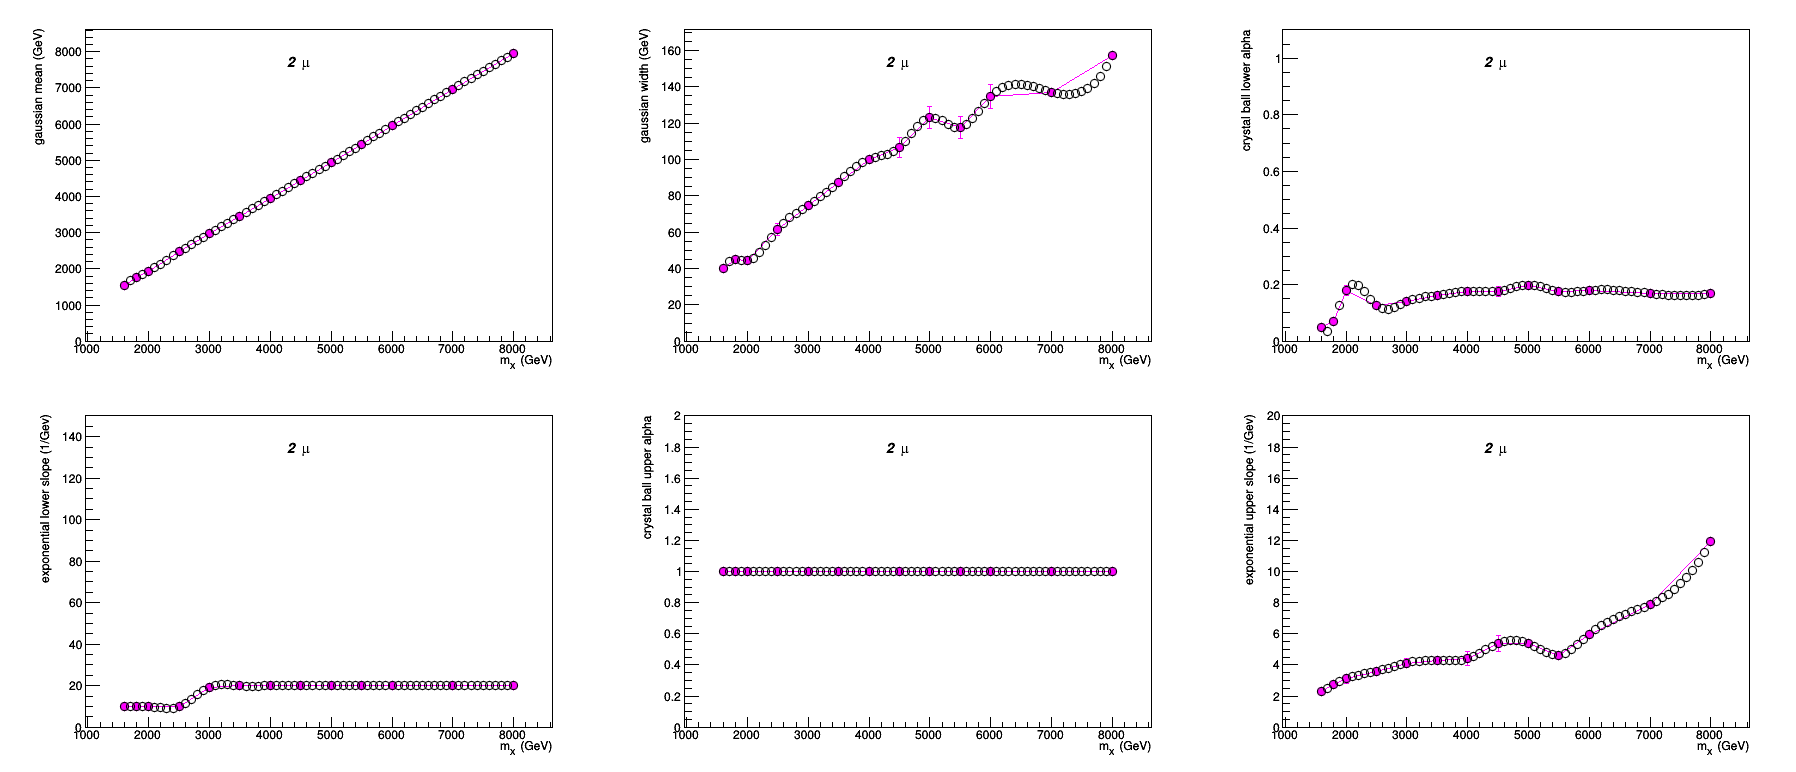 gaussian mean (GeV)
2 μ
8000
7000
6000
5000
4000
3000
2000
1000
0
1000 2000 3000 4000 5000 6000 7000 8000
m_x (GeV)
gaussian width (GeV)
2 μ
160
140
120
100
80
60
40
20
0
1000 2000 3000 4000 5000 6000 7000 8000
m_x (GeV)
crystal ball lower alpha
2 μ
1
0.8
0.6
0.4
0.2
0
1000 2000 3000 4000 5000 6000 7000 8000
m_x (GeV)
exponential lower slope (1/Gev)
2 μ
140
120
100
80
60
40
20
0
1000 2000 3000 4000 5000 6000 7000 8000
m_x (GeV)
crystal ball upper alpha
2 μ
2
1.8
1.6
1.4
1.2
1
0.8
0.6
0.4
0.2
0
1000 2000 3000 4000 5000 6000 7000 8000
m_x (GeV)
exponential upper slope (1/Gev)
2 μ
20
18
16
14
12
10
8
6
4
2
0
1000 2000 3000 4000 5000 6000 7000 8000
m_x (GeV)